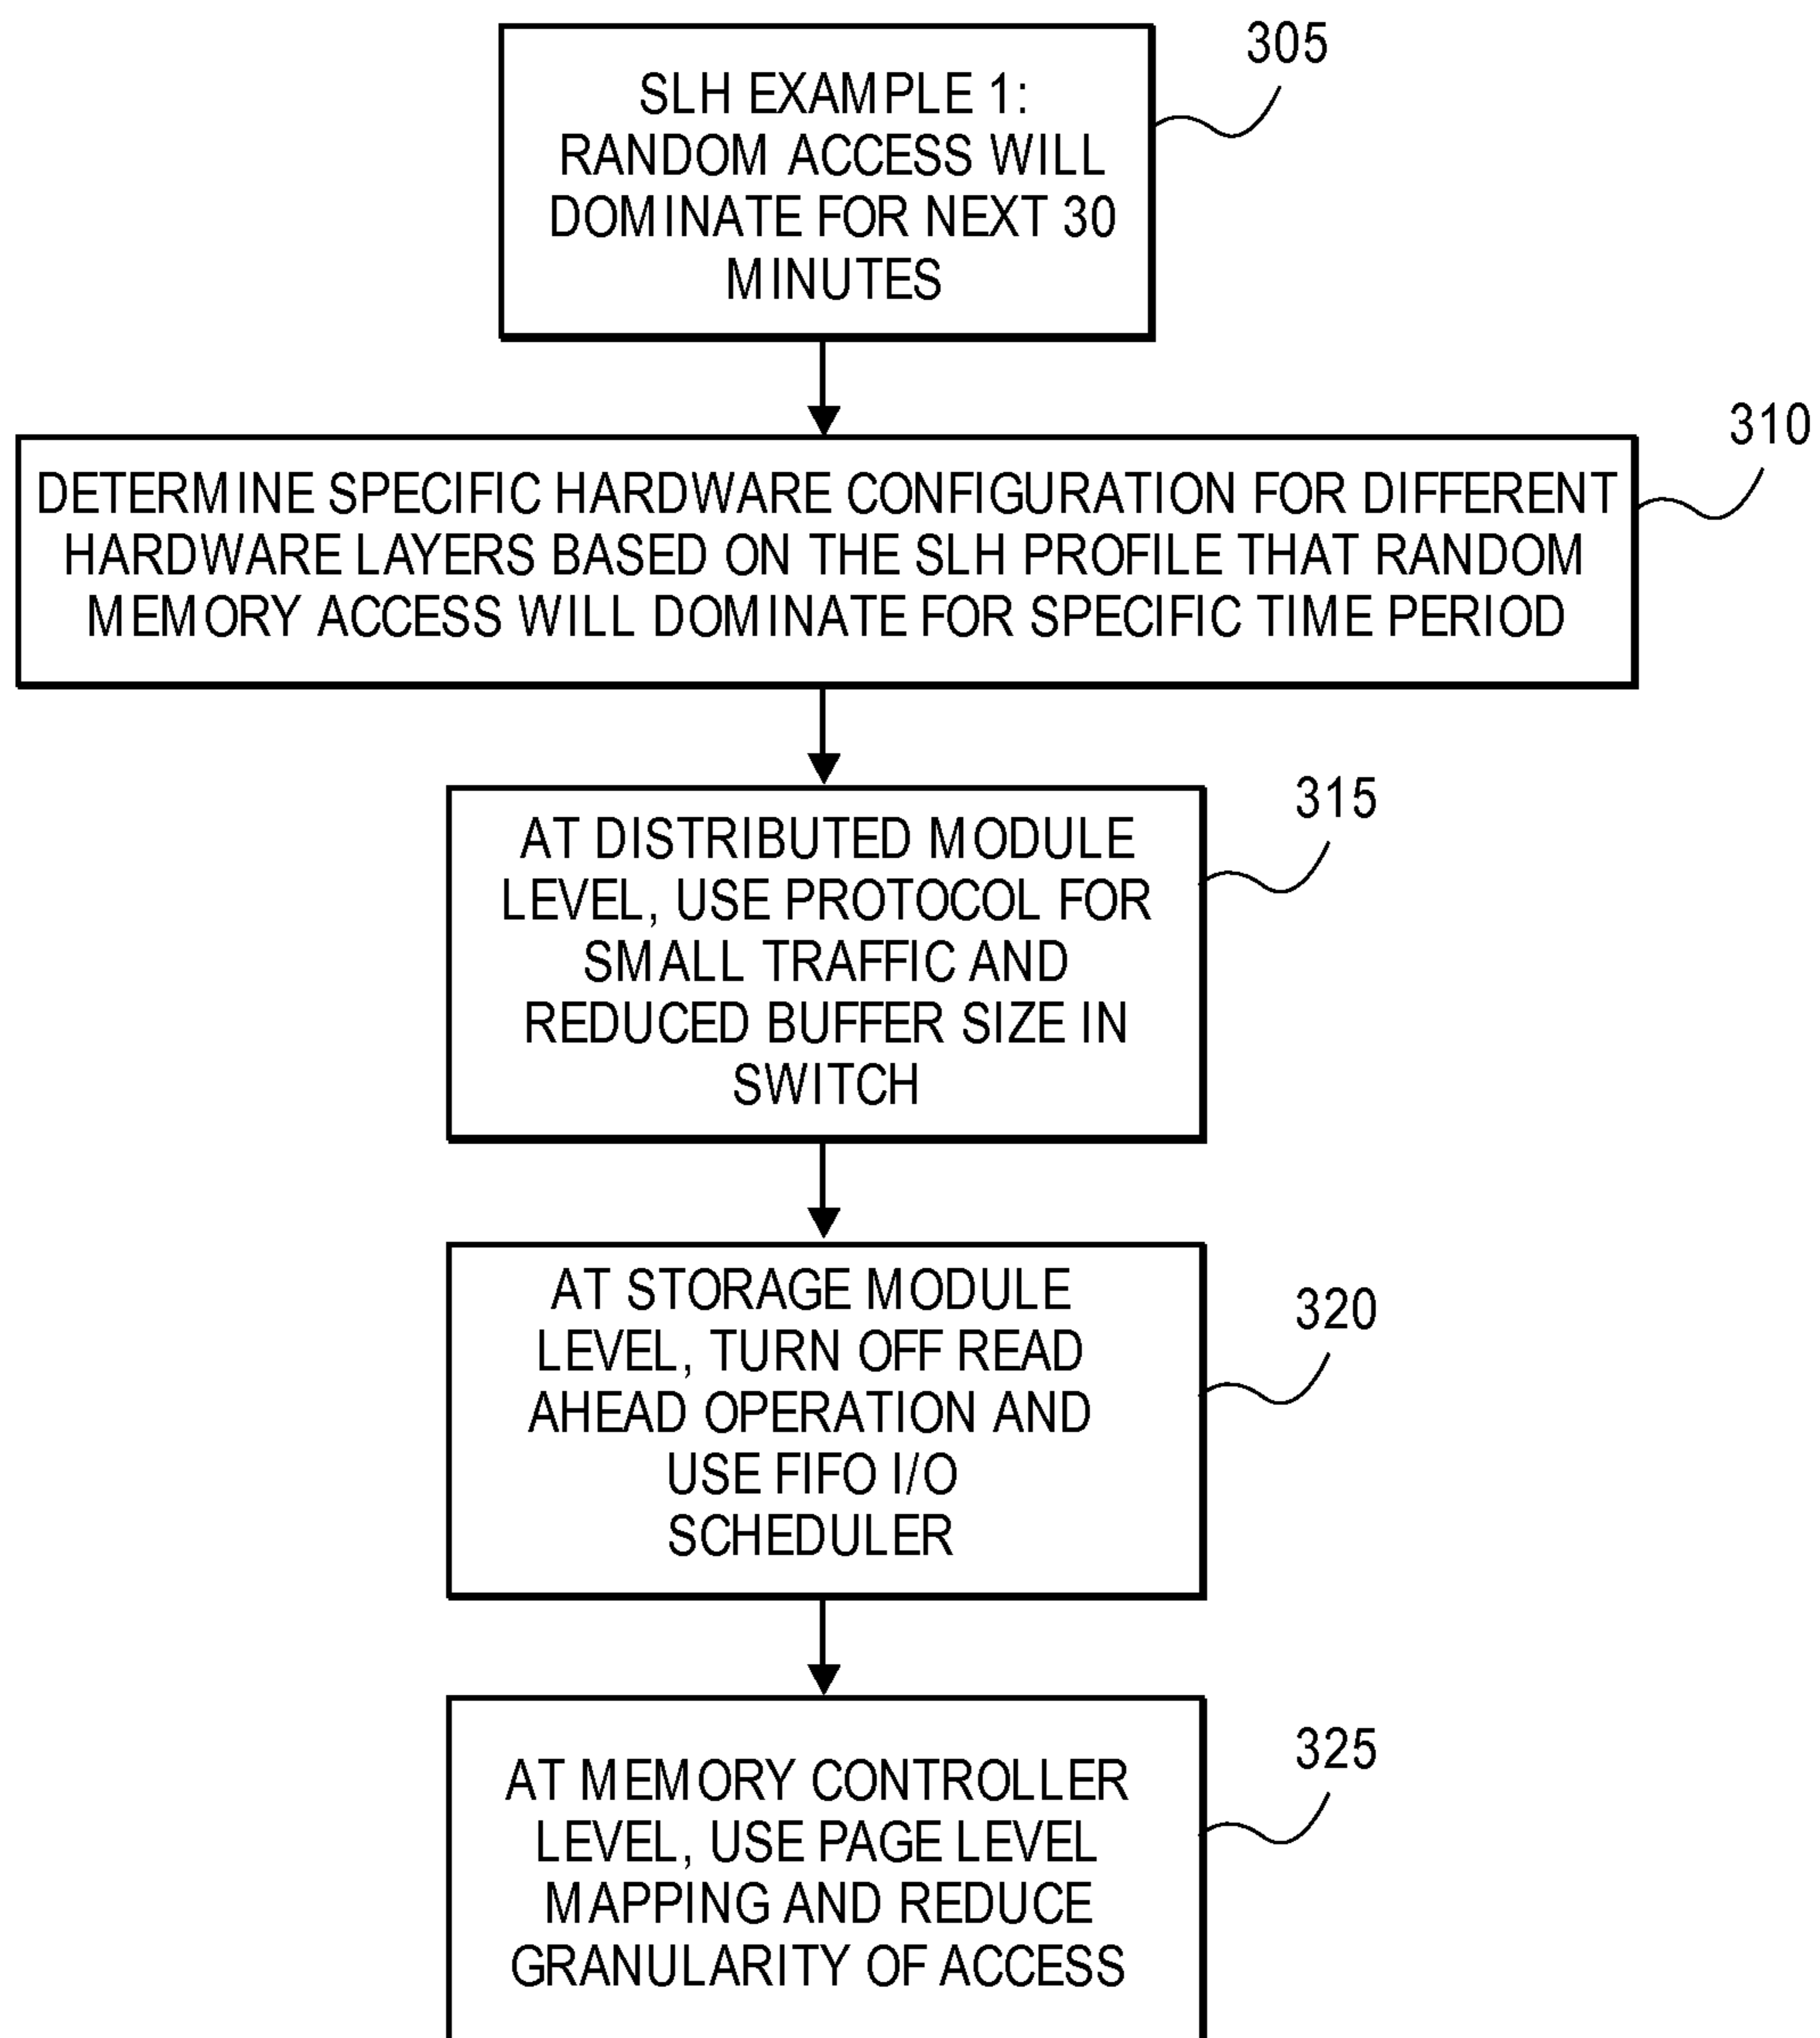 305
SLH EXAMPLE 1:
RANDOM ACCESS WILL
DOMINATE FOR NEXT 30
MINUTES
310
DETERMINE SPECIFIC HARDWARE CONFIGURATION FOR DIFFERENT
HARDWARE LAYERS BASED ON THE SLH PROFILE THAT RANDOM
MEMORY ACCESS WILL DOMINATE FOR SPECIFIC TIME PERIOD
315
AT DISTRIBUTED MODULE
LEVEL, USE PROTOCOL FOR
SMALL TRAFFIC AND
REDUCED BUFFER SIZE IN
SWITCH
320
AT STORAGE MODULE
LEVEL, TURN OFF READ
AHEAD OPERATION AND
USE FIFO I/O
SCHEDULER
325
AT MEMORY CONTROLLER
LEVEL, USE PAGE LEVEL
MAPPING AND REDUCE
GRANULARITY OF ACCESS